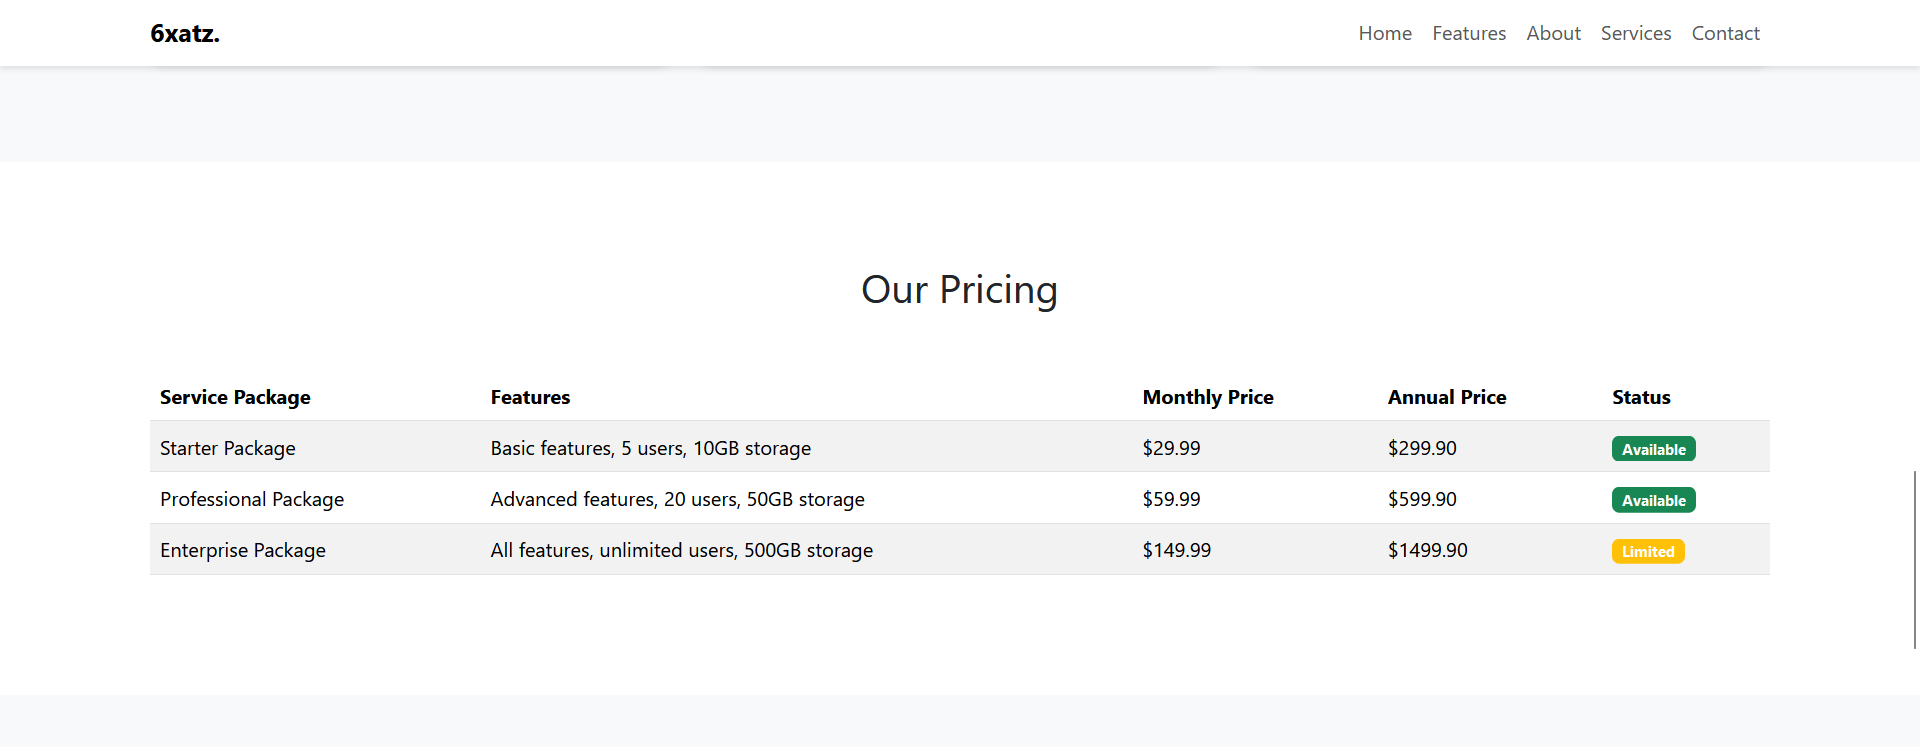 6xatz. Home Features About Services Contact
Our Pricing
Service Package Features Monthly Price Annual Price Status
Starter Package Basic features, 5 users, 10GB storage $29.99 $299.90 Available
Professional Package Advanced features, 20 users, 50GB storage $59.99 $599.90 Available
Enterprise Package All features, unlimited users, 500GB storage $149.99 $1499.90 Limited